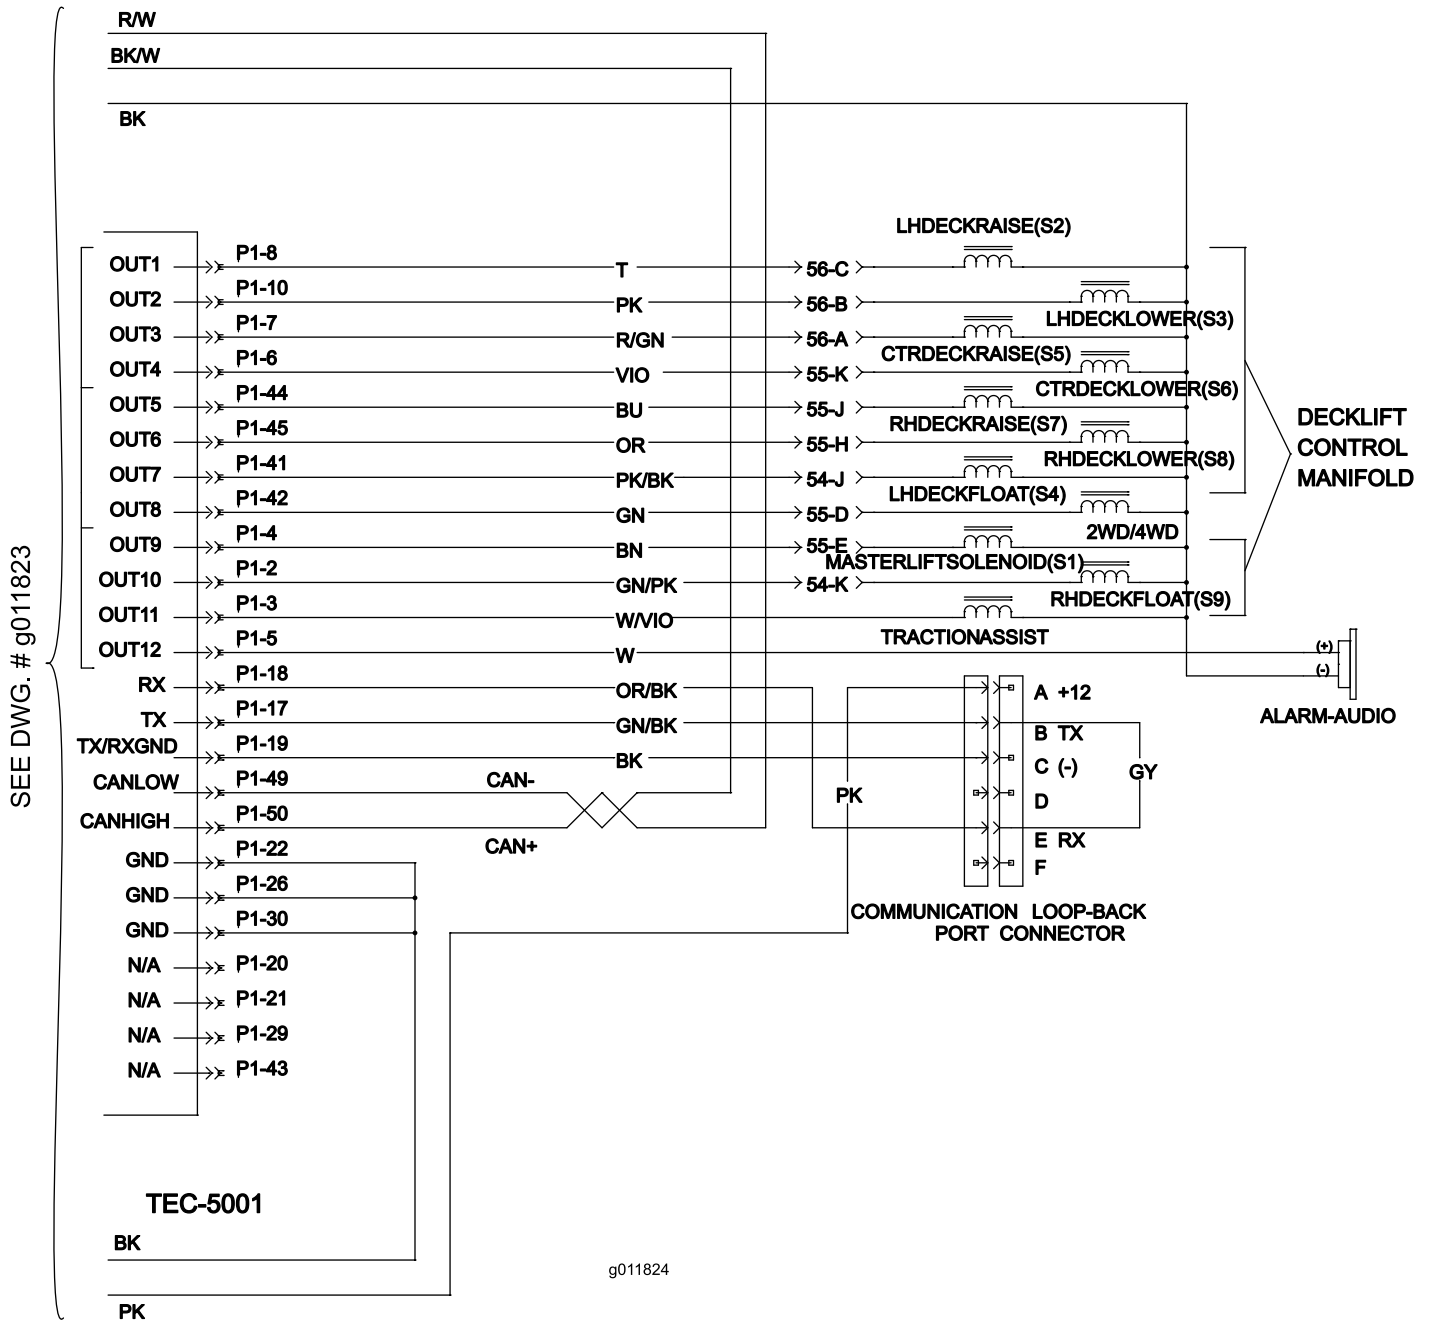 R/W
BK/W
BK
SEE DWG. # g011823
OUT1 P1-8 T 56-C LHDECKRAISE(S2)
OUT2 P1-10 PK 56-B LHDECKLOWER(S3)
OUT3 P1-7 R/GN 56-A CTRDECKRAISE(S5)
OUT4 P1-6 VIO 55-K CTRDECKLOWER(S6)
OUT5 P1-44 BU 55-J RHDECKRAISE(S7)
OUT6 P1-45 OR 55-H RHDECKLOWER(S8)
OUT7 P1-41 PK/BK 54-J LHDECKFLOAT(S4)
OUT8 P1-42 GN 55-D 2WD/4WD
OUT9 P1-4 BN 55-E MASTERLIFTSOLENOID(S1)
OUT10 P1-2 GN/PK 54-K RHDECKFLOAT(S9)
OUT11 P1-3 W/VIO TRACTIONASSIST
OUT12 P1-5 W (+)
(-)
ALARM-AUDIO
DECKLIFT
CONTROL
MANIFOLD
RX P1-18 OR/BK A +12
TX P1-17 GN/BK B TX
TX/RXGND P1-19 BK C (-)
GY
CANLOW P1-49 CAN- PK D
CANHIGH P1-50 CAN+ E RX
GND P1-22 F
GND P1-26
COMMUNICATION LOOP-BACK
PORT CONNECTOR
GND P1-30
N/A P1-20
N/A P1-21
N/A P1-29
N/A P1-43
TEC-5001
BK
g011824
PK